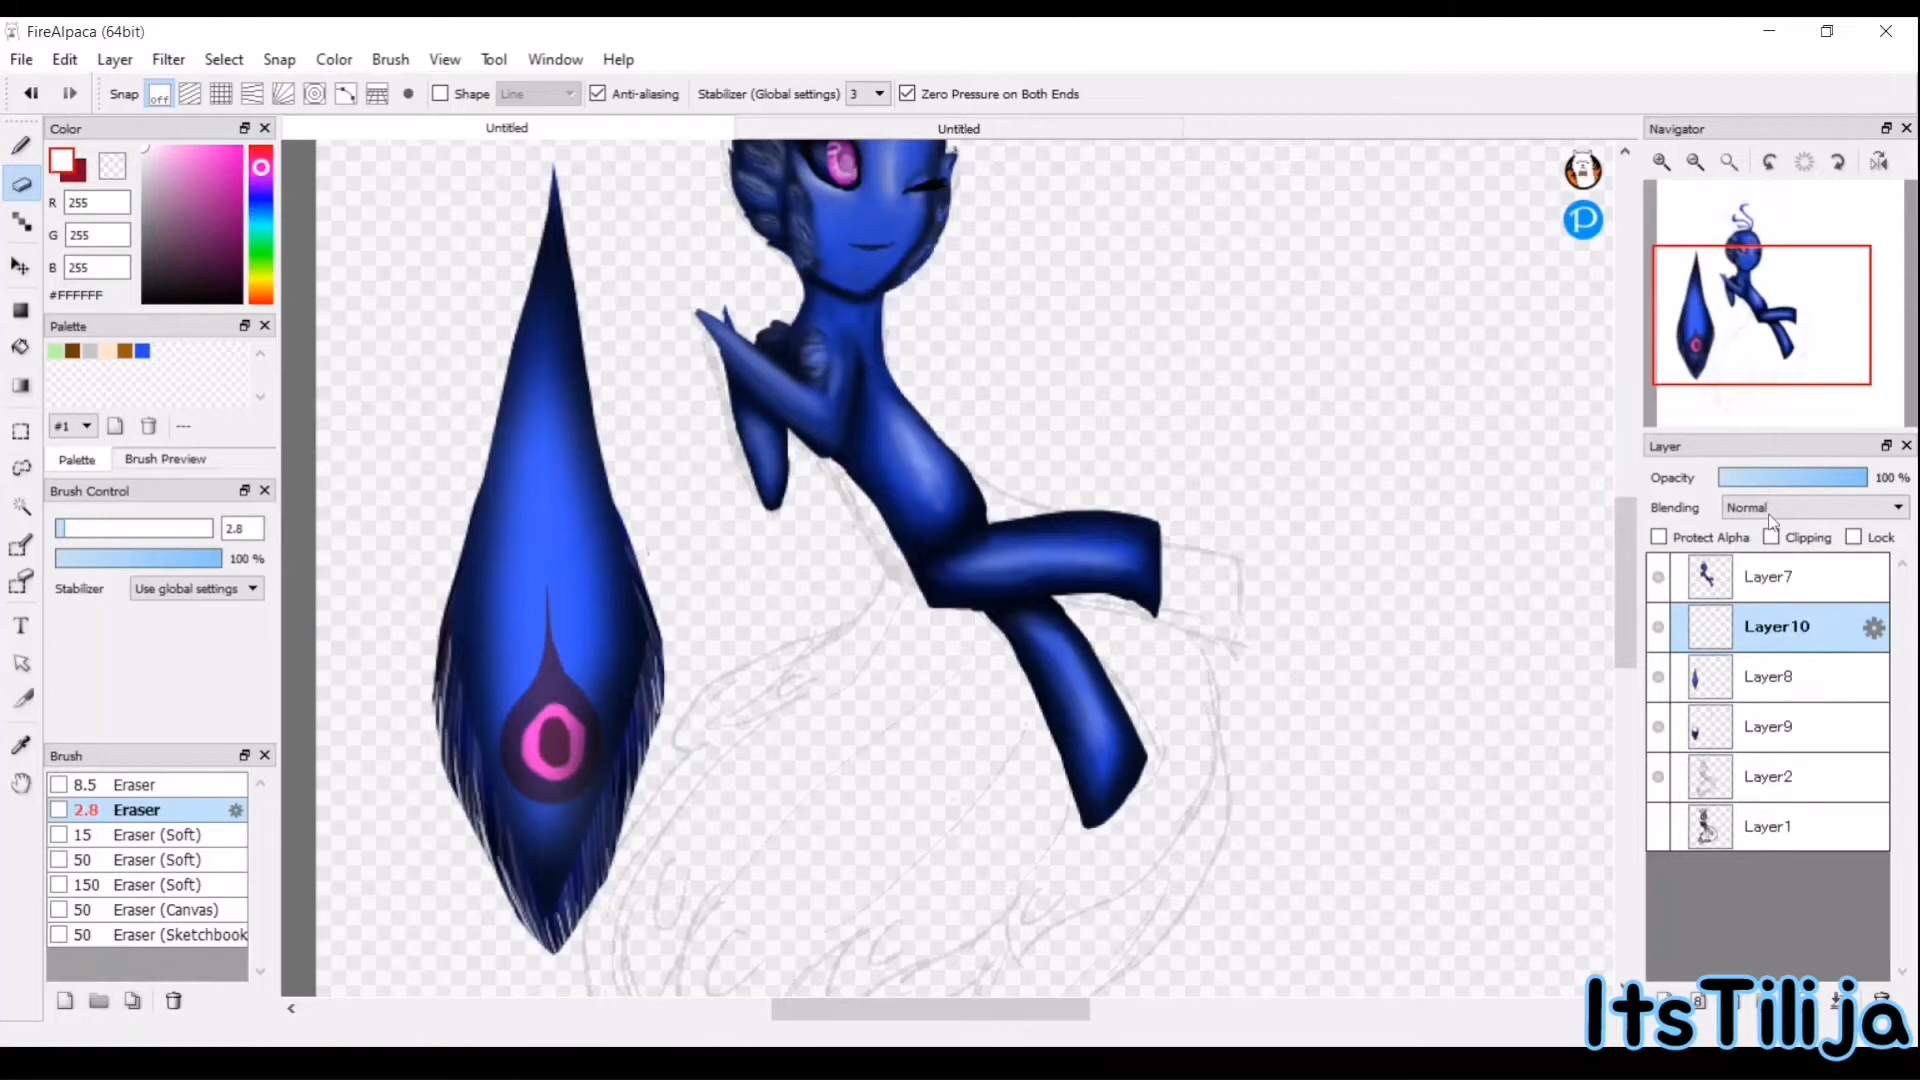 FireAlpaca (64bit)
File Edit Layer Filter Select Snap Color Brush View Tool Window Help
Snap off Shape Line Anti-aliasing Stabilizer (Global settings) 3 Zero Pressure on Both Ends
Color
Untitled
Untitled
Navigator
R 255
G 255
B 255
#FFFFFF
Palette
#1 ---
Palette Brush Preview
Brush Control
2.8
100 %
Stabilizer Use global settings
Brush
8.5 Eraser
2.8 Eraser
15 Eraser (Soft)
50 Eraser (Soft)
150 Eraser (Soft)
50 Eraser (Canvas)
50 Eraser (Sketchbook
P
Layer
Opacity 100 %
Blending Normal
Protect Alpha Clipping Lock
Layer7
Layer10
Layer8
Layer9
Layer2
Layer1
ItsTilija